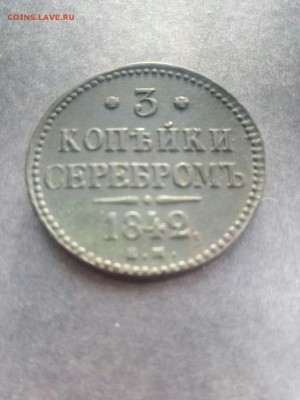 COINS.LAVE.RU
* 3 *
КОПѢЙКИ
СЕРЕБРОМЪ
1842.